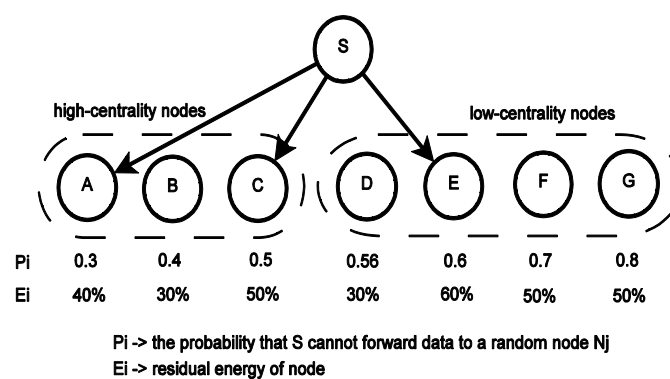 S
high-centrality nodes
low-centrality nodes
A B C D E F G
Pi 0.3 0.4 0.5 0.56 0.6 0.7 0.8
Ei 40% 30% 50% 30% 60% 50% 50%
Pi -> the probability that S cannot forward data to a random node Nj
Ei -> residual energy of node